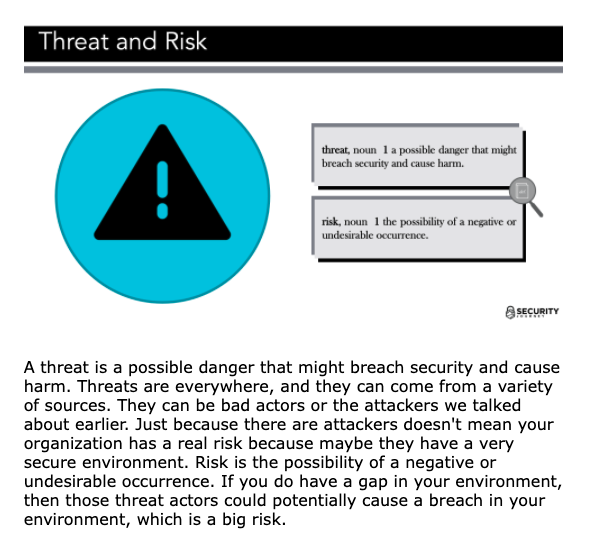 Threat and Risk
threat, noun 1 a possible danger that might
breach security and cause harm.
risk, noun 1 the possibility of a negative or
undesirable occurrence.
SECURITY
JOURNEY
A threat is a possible danger that might breach security and cause
harm. Threats are everywhere, and they can come from a variety
of sources. They can be bad actors or the attackers we talked
about earlier. Just because there are attackers doesn't mean your
organization has a real risk because maybe they have a very
secure environment. Risk is the possibility of a negative or
undesirable occurrence. If you do have a gap in your environment,
then those threat actors could potentially cause a breach in your
environment, which is a big risk.